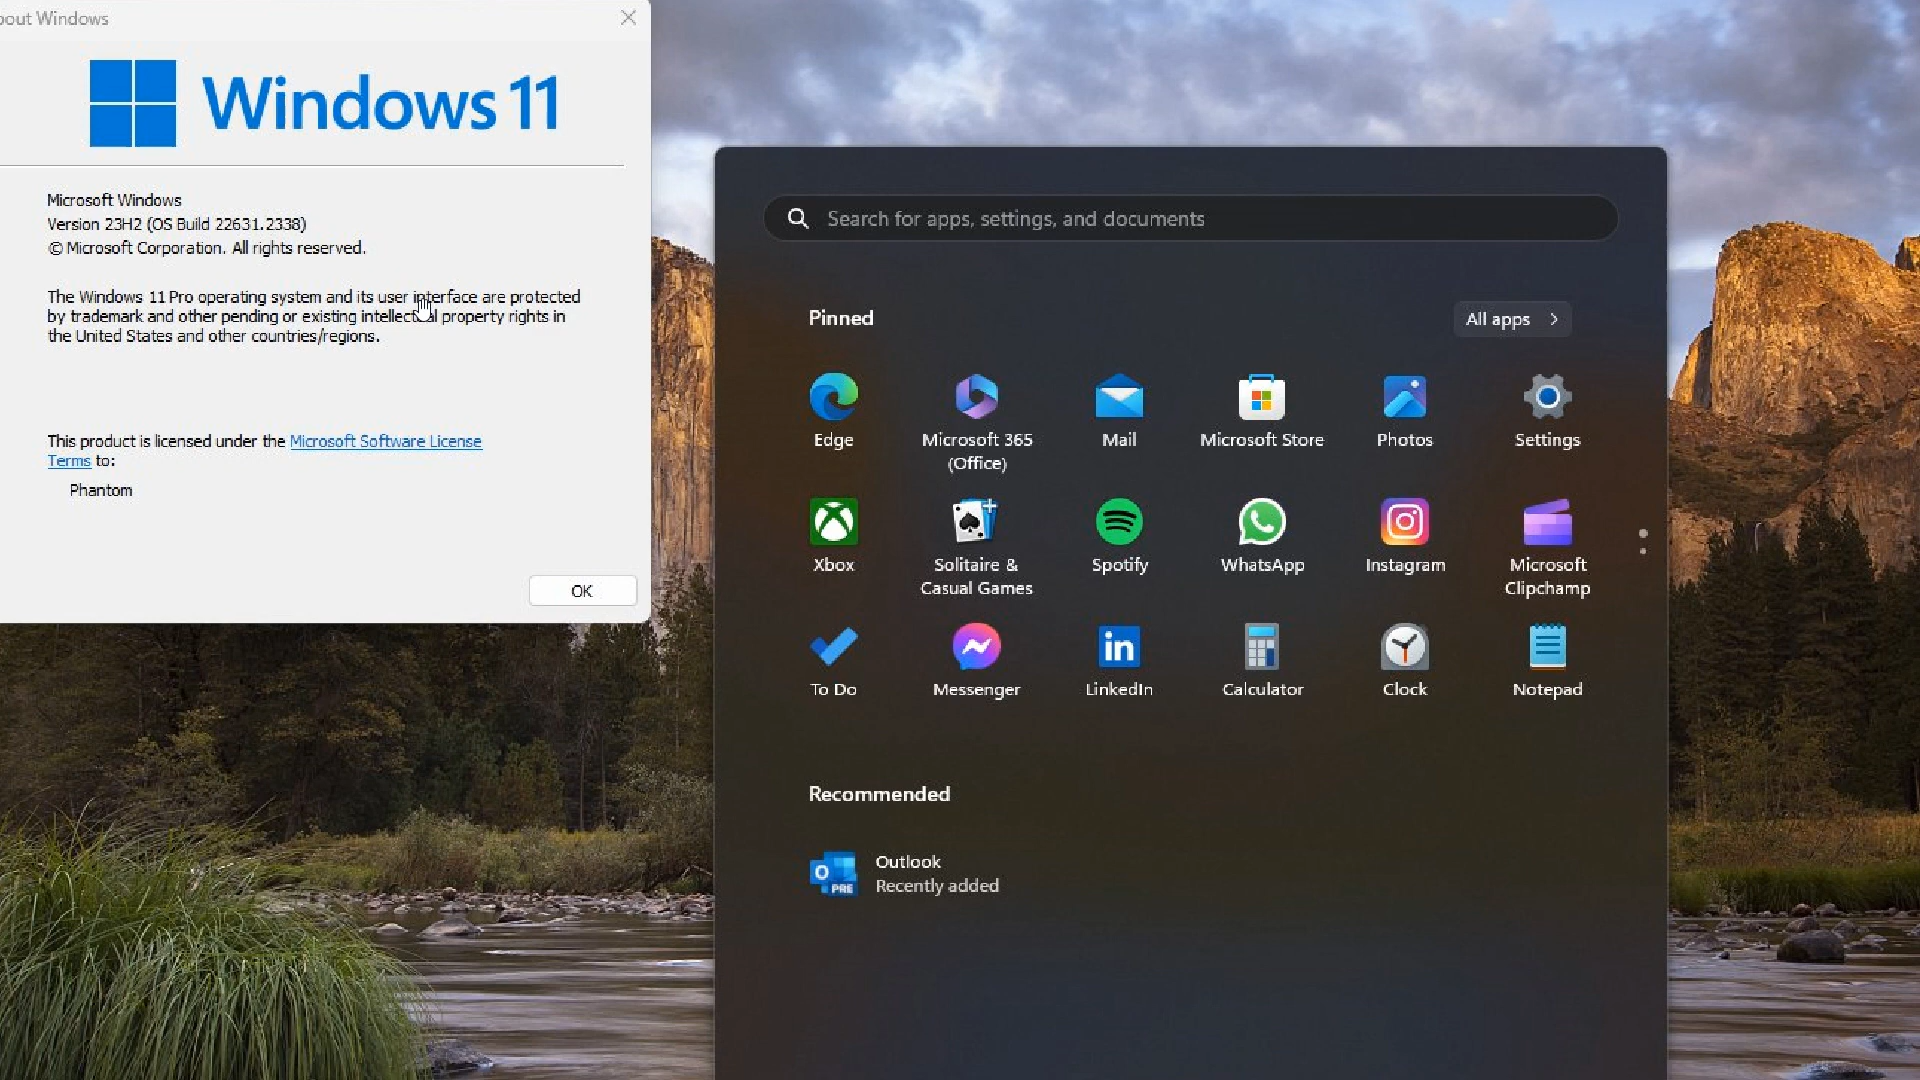 out Windows
Windows 11
Microsoft Windows
Version 23H2 (OS Build 22631.2338)
© Microsoft Corporation. All rights reserved.
The Windows 11 Pro operating system and its user interface are protected
by trademark and other pending or existing intellectual property rights in
the United States and other countries/regions.
This product is licensed under the Microsoft Software License
Terms to:
Phantom
OK
Search for apps, settings, and documents
Pinned
All apps
Edge
Microsoft 365
(Office)
Mail
Microsoft Store
Photos
Settings
Xbox
Solitaire &
Casual Games
Spotify
WhatsApp
Instagram
Microsoft
Clipchamp
To Do
Messenger
in
LinkedIn
Calculator
Clock
Notepad
Recommended
O
PRE
Outlook
Recently added